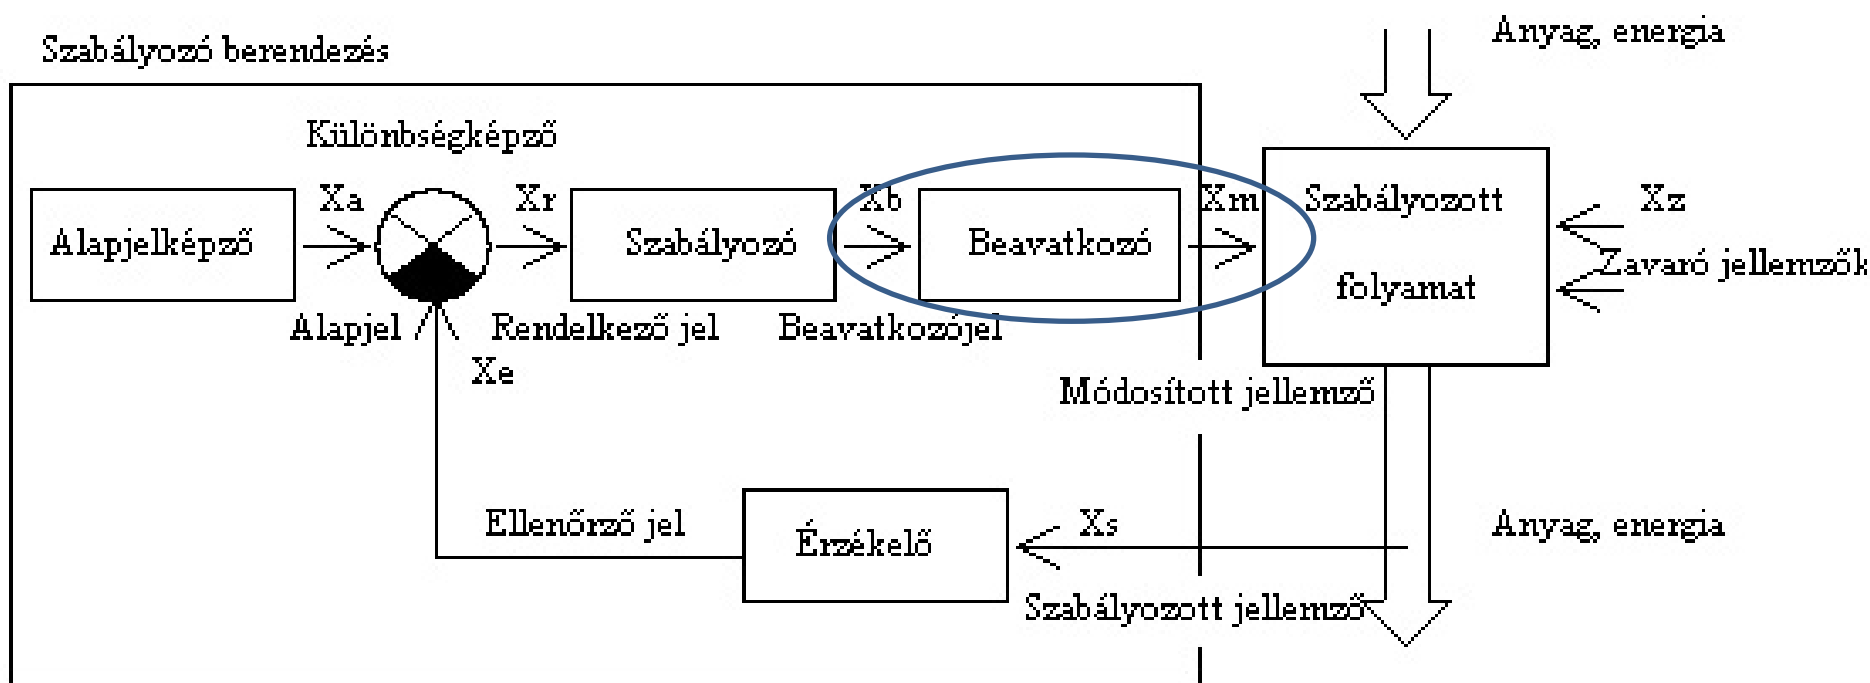 Anyag, energia
Szabályozó berendezés
Különbségképző
Xa
Xr
Xb
Xm
Szabályozott
Xz
Alapjelképző
Szabályozó
Beavatkozó
Zavaró jellemzők
folyamat
Alapjel
Rendelkező jel
Beavatkozójel
Xe
Módosított jellemző
Ellenőrző jel
Xs
Anyag, energia
Érzékelő
Szabályozott jellemző